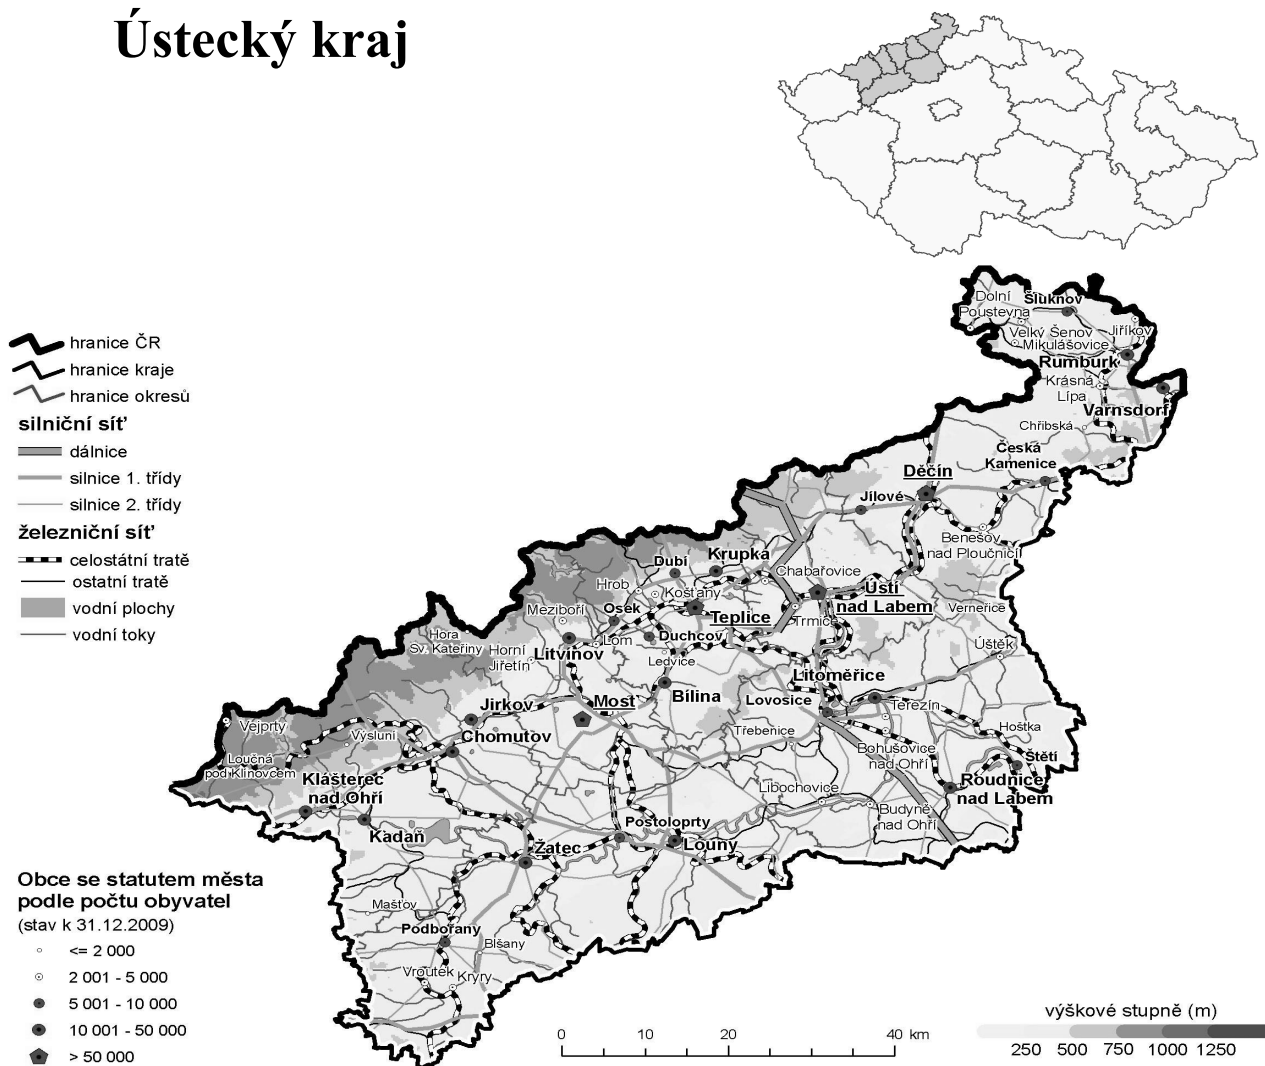 Ústecký kraj
hranice ČR
hranice kraje
hranice okresů
silniční síť
dálnice
silnice 1. třídy
silnice 2. třídy
železniční síť
celostátní tratě
ostatní tratě
vodní plochy
vodní toky
Obce se statutem města
podle počtu obyvatel
(stav k 31.12.2009)
<= 2 000
2 001 - 5 000
5 001 - 10 000
10 001 - 50 000
> 50 000
Dolní
Poustevna
Šluknov
Velký Šenov
Jiříkov
Mikulášovice
Rumburk
Krásná
Lípa
Varnsdorf
Chřibská
Česká
Kamenice
Děčín
Jílové
Benešov
nad Ploučnicí
Krupka
Dubí
Chabařovice
Hrob
Košťany
Ústí
nad Labem
Verneřice
Meziboří
Osek
Teplice
Trmice
Hora
Sv. Kateřiny
Horní
Jiřetín
Lom
Duchcov
Úštěk
Litvínov
Ledvice
Litoměřice
Bílina
Lovosice
Most
Jirkov
Terezín
Vejprty
Výsluní
Chomutov
Třebenice
Hoštka
Bohušovice
nad Ohří
Štětí
Loučná
pod Klínovcem
Klášterec
nad Ohří
Roudnice
nad Labem
Libochovice
Budyně
nad Ohří
Kadaň
Postoloprty
Louny
Žatec
Mašťov
Podbořany
Blšany
Vroutek
Kryry
0
10
20
40 km
výškové stupně (m)
250
500
750
1000
1250